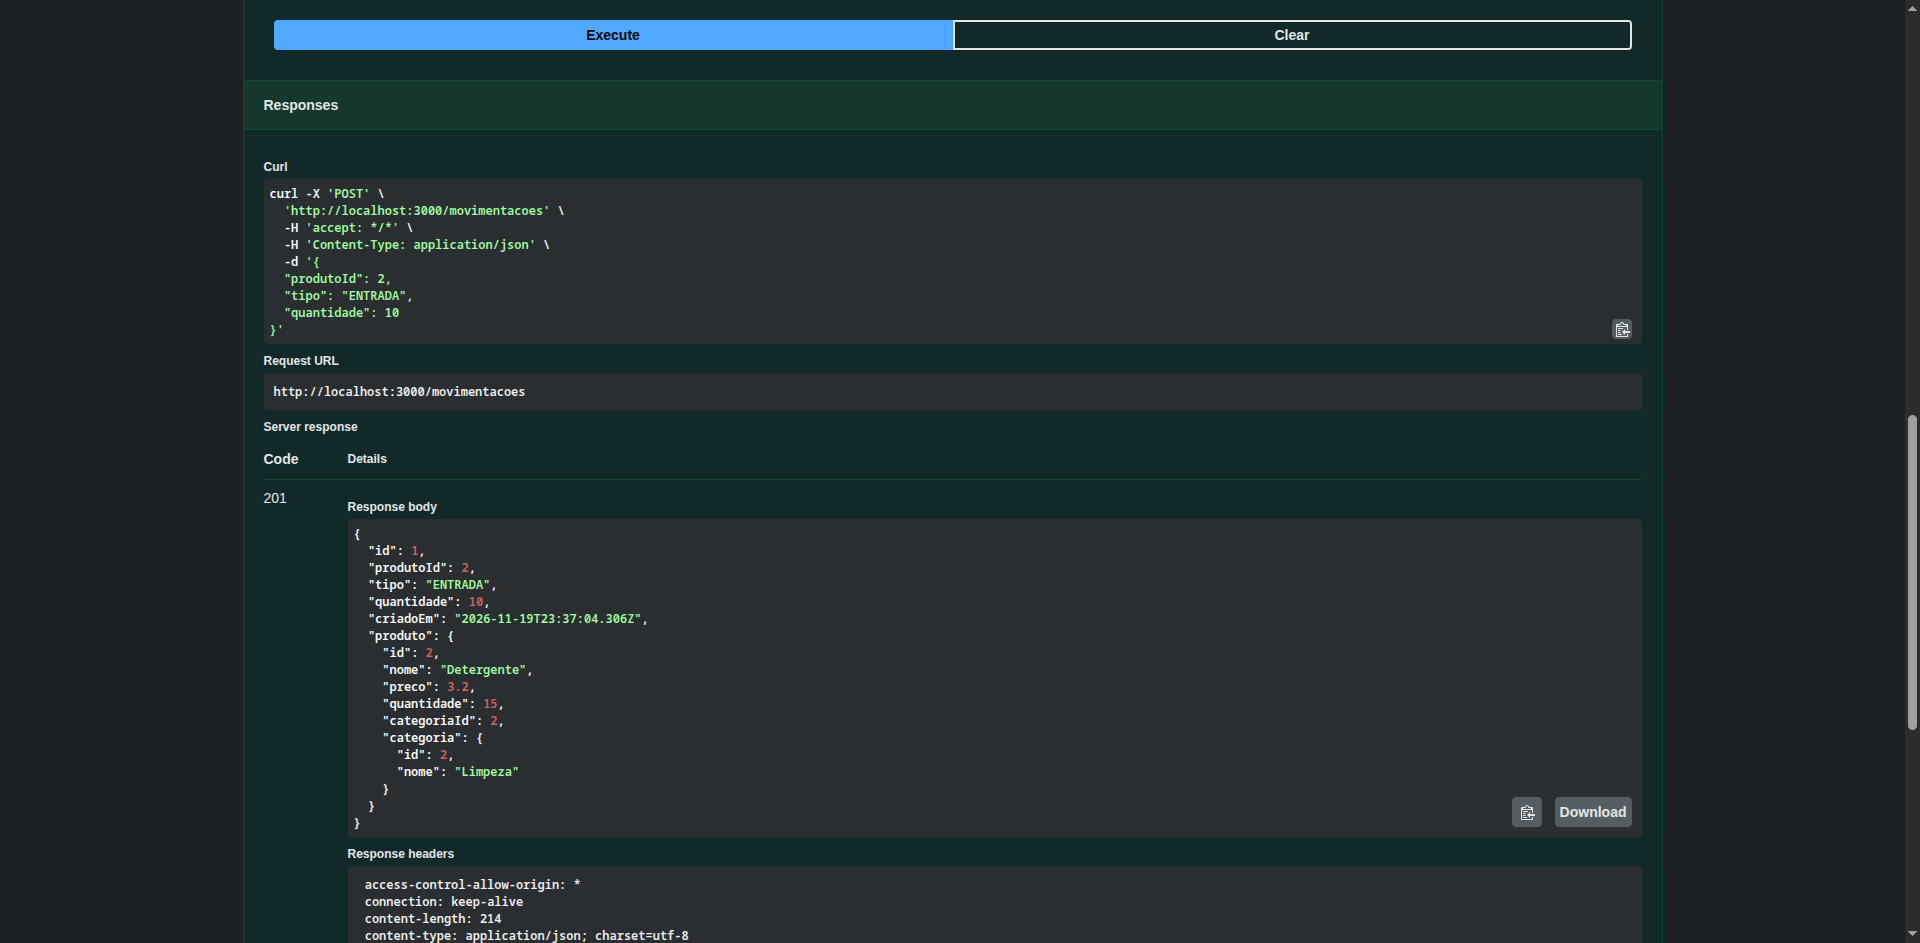 Execute
Clear
Responses
Curl
curl -X 'POST' \
  'http://localhost:3000/movimentacoes' \
  -H 'accept: */*' \
  -H 'Content-Type: application/json' \
  -d '{
  "produtoId": 2,
  "tipo": "ENTRADA",
  "quantidade": 10
}'
Request URL
http://localhost:3000/movimentacoes
Server response
Code Details
201
Response body
{
  "id": 1,
  "produtoId": 2,
  "tipo": "ENTRADA",
  "quantidade": 10,
  "criadoEm": "2026-11-19T23:37:04.306Z",
  "produto": {
    "id": 2,
    "nome": "Detergente",
    "preco": 3.2,
    "quantidade": 15,
    "categoriaId": 2,
    "categoria": {
      "id": 2,
      "nome": "Limpeza"
    }
  }
}
Download
Response headers
access-control-allow-origin: *
connection: keep-alive
content-length: 214
content-type: application/json; charset=utf-8